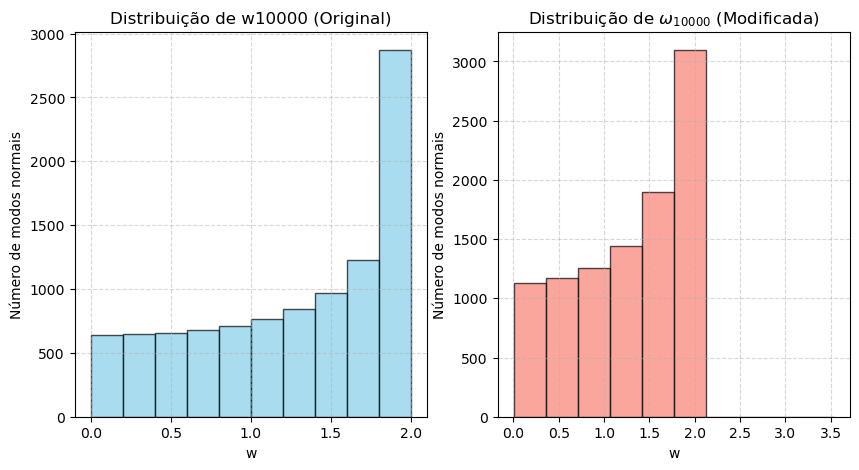 Distribuição de w10000 (Original)
Número de modos normais
3000
2500
2000
1500
1000
500
0
0.0 0.5 1.0 1.5 2.0
w
Distribuição de ω₁₀₀₀₀ (Modificada)
Número de modos normais
3000
2500
2000
1500
1000
500
0
0.0 0.5 1.0 1.5 2.0 2.5 3.0 3.5
w